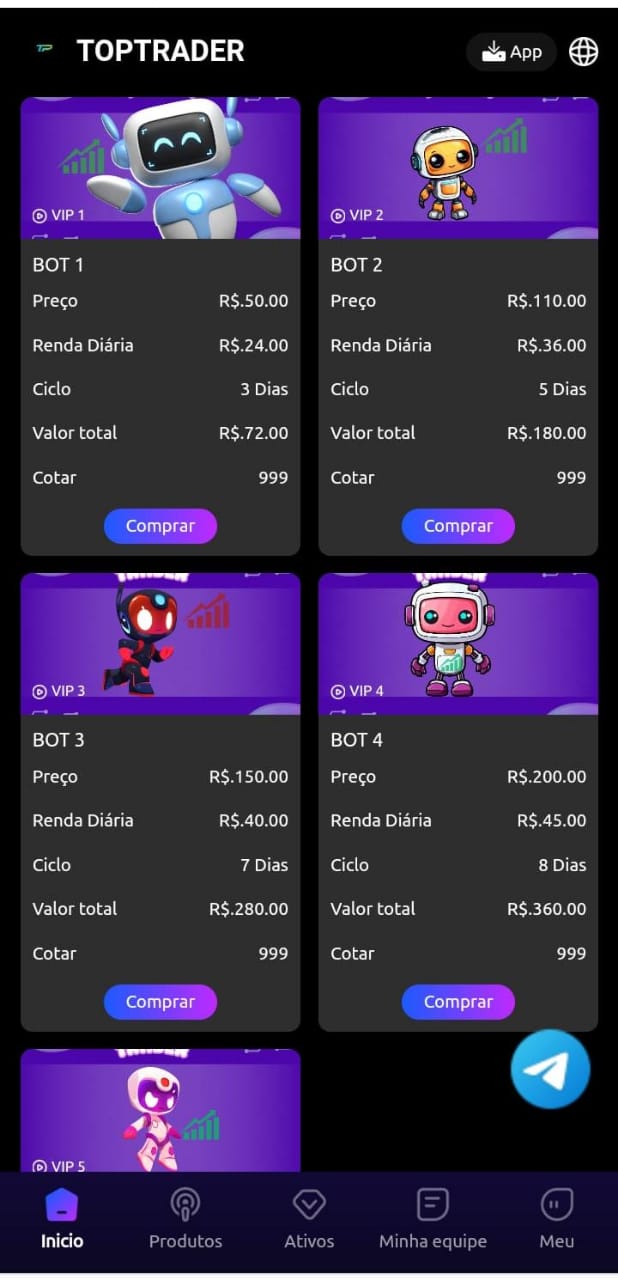 TP TOPTRADER App
VIP 1
BOT 1
Preço R$.50.00
Renda Diária R$.24.00
Ciclo 3 Dias
Valor total R$.72.00
Cotar 999
Comprar
VIP 2
BOT 2
Preço R$.110.00
Renda Diária R$.36.00
Ciclo 5 Dias
Valor total R$.180.00
Cotar 999
Comprar
VIP 3
BOT 3
Preço R$.150.00
Renda Diária R$.40.00
Ciclo 7 Dias
Valor total R$.280.00
Cotar 999
Comprar
VIP 4
BOT 4
Preço R$.200.00
Renda Diária R$.45.00
Ciclo 8 Dias
Valor total R$.360.00
Cotar 999
Comprar
VIP 5
Inicio Produtos Ativos Minha equipe Meu